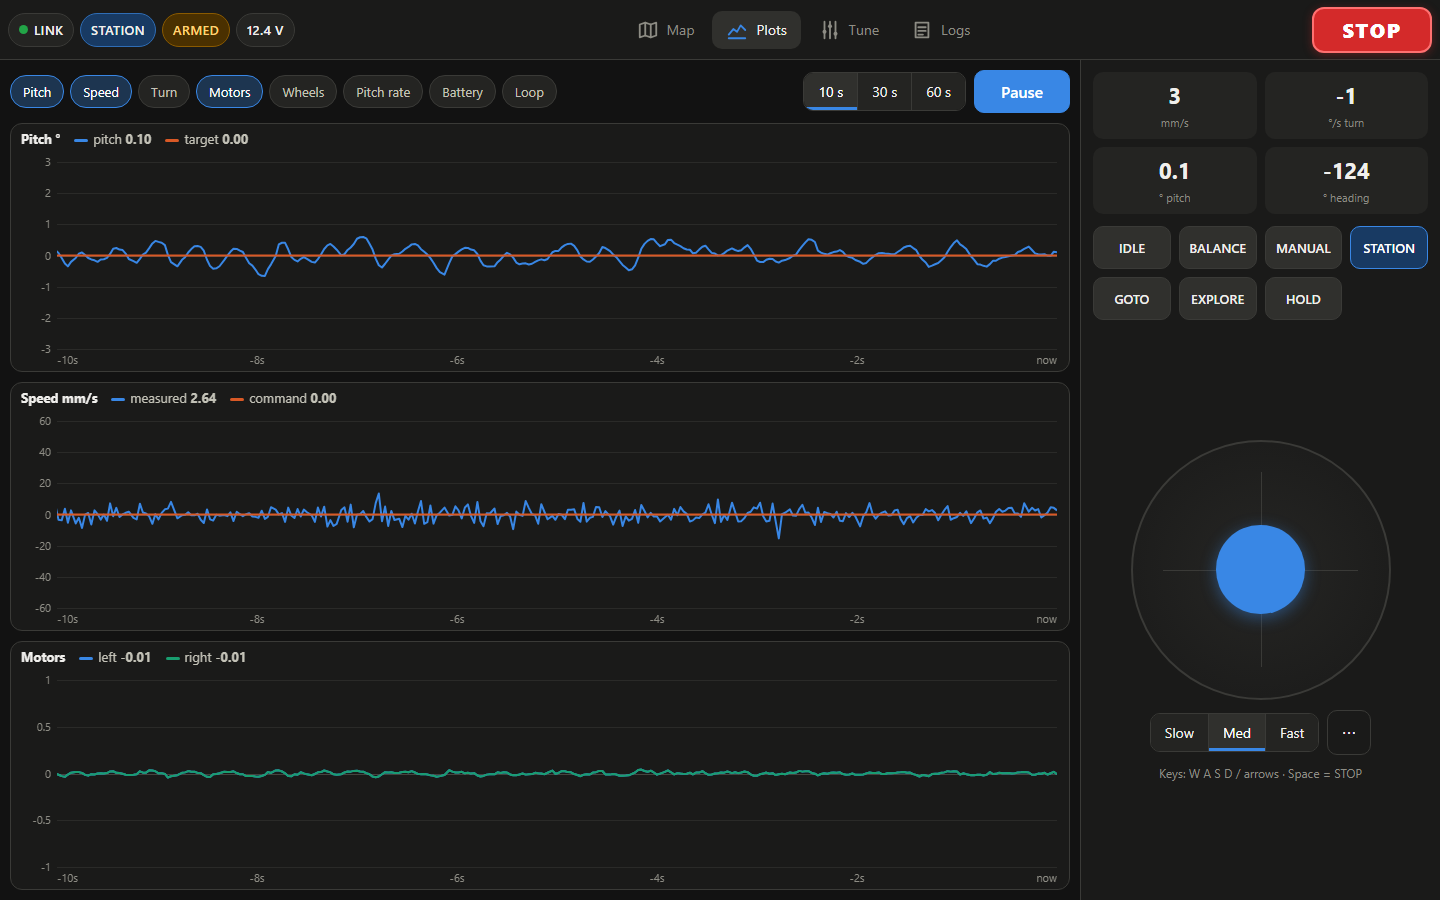 LINK STATION ARMED 12.4 V Map Plots Tune Logs STOP
Pitch Speed Turn Motors Wheels Pitch rate Battery Loop 10 s 30 s 60 s Pause
Pitch ° pitch 0.10 target 0.00
3
2
1
0
-1
-2
-3
-10s -8s -6s -4s -2s now
Speed mm/s measured 2.64 command 0.00
60
40
20
0
-20
-40
-60
-10s -8s -6s -4s -2s now
Motors left -0.01 right -0.01
1
0.5
0
-0.5
-1
-10s -8s -6s -4s -2s now
3 -1
mm/s °/s turn
0.1 -124
° pitch ° heading
IDLE BALANCE MANUAL STATION
GOTO EXPLORE HOLD
Slow Med Fast ...
Keys: W A S D / arrows · Space = STOP